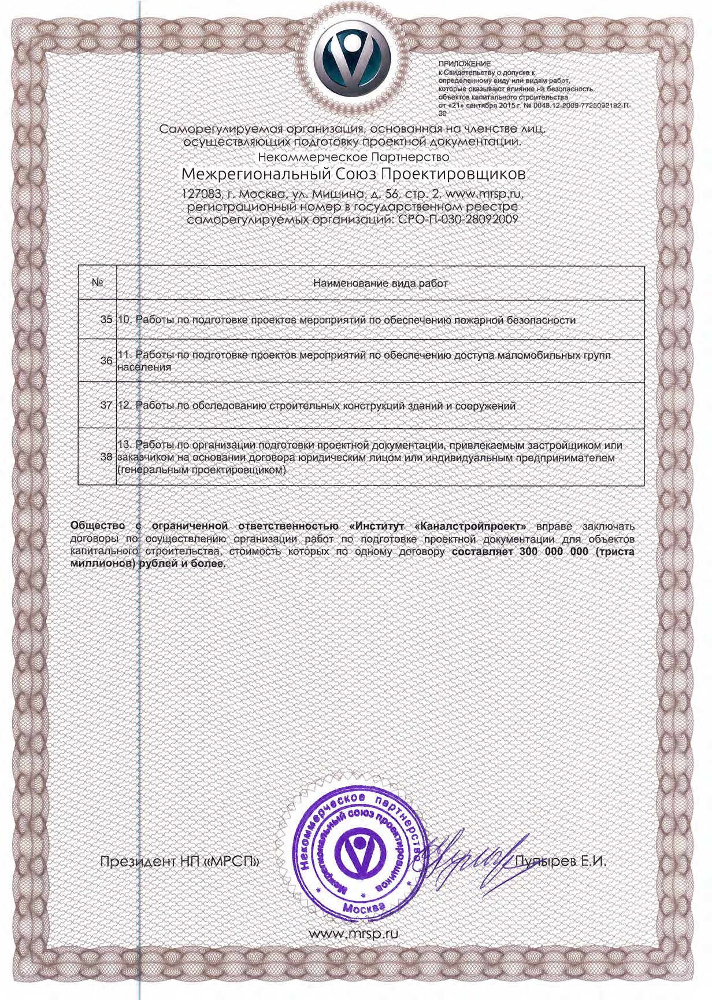 ПРИЛОЖЕНИЕ
к Свидетельству о допуске к
определенному виду или видам работ,
которые оказывают влияние на безопасность
объектов капитального строительства
от «21» сентября 2015 г. № 0048.12-2009-7725092192-П-
30
Саморегулируемая организация, основанная на членстве лиц,
осуществляющих подготовку проектной документации.
Некоммерческое Партнерство
Межрегиональный Союз Проектировщиков
127083, г. Москва, ул. Мишина, д. 56, стр. 2, www.mrsp.ru,
регистрационный номер в государственном реестре
саморегулируемых организаций: СРО-П-030-28092009
№ Наименование вида работ
35 10. Работы по подготовке проектов мероприятий по обеспечению пожарной безопасности
36 11. Работы по подготовке проектов мероприятий по обеспечению доступа маломобильных групп
населения
37 12. Работы по обследованию строительных конструкций зданий и сооружений
13. Работы по организации подготовки проектной документации, привлекаемым застройщиком или
38 заказчиком на основании договора юридическим лицом или индивидуальным предпринимателем
(генеральным проектировщиком)
Общество с ограниченной ответственностью «Институт «Каналстройпроект» вправе заключать
договоры по осуществлению организации работ по подготовке проектной документации для объектов
капитального строительства, стоимость которых по одному договору составляет 300 000 000 (триста
миллионов) рублей и более.
Некоммерческое партнерство
Межрегиональный союз проектировщиков
Москва
Президент НП «МРСП» Пупырев Е.И.
www.mrsp.ru